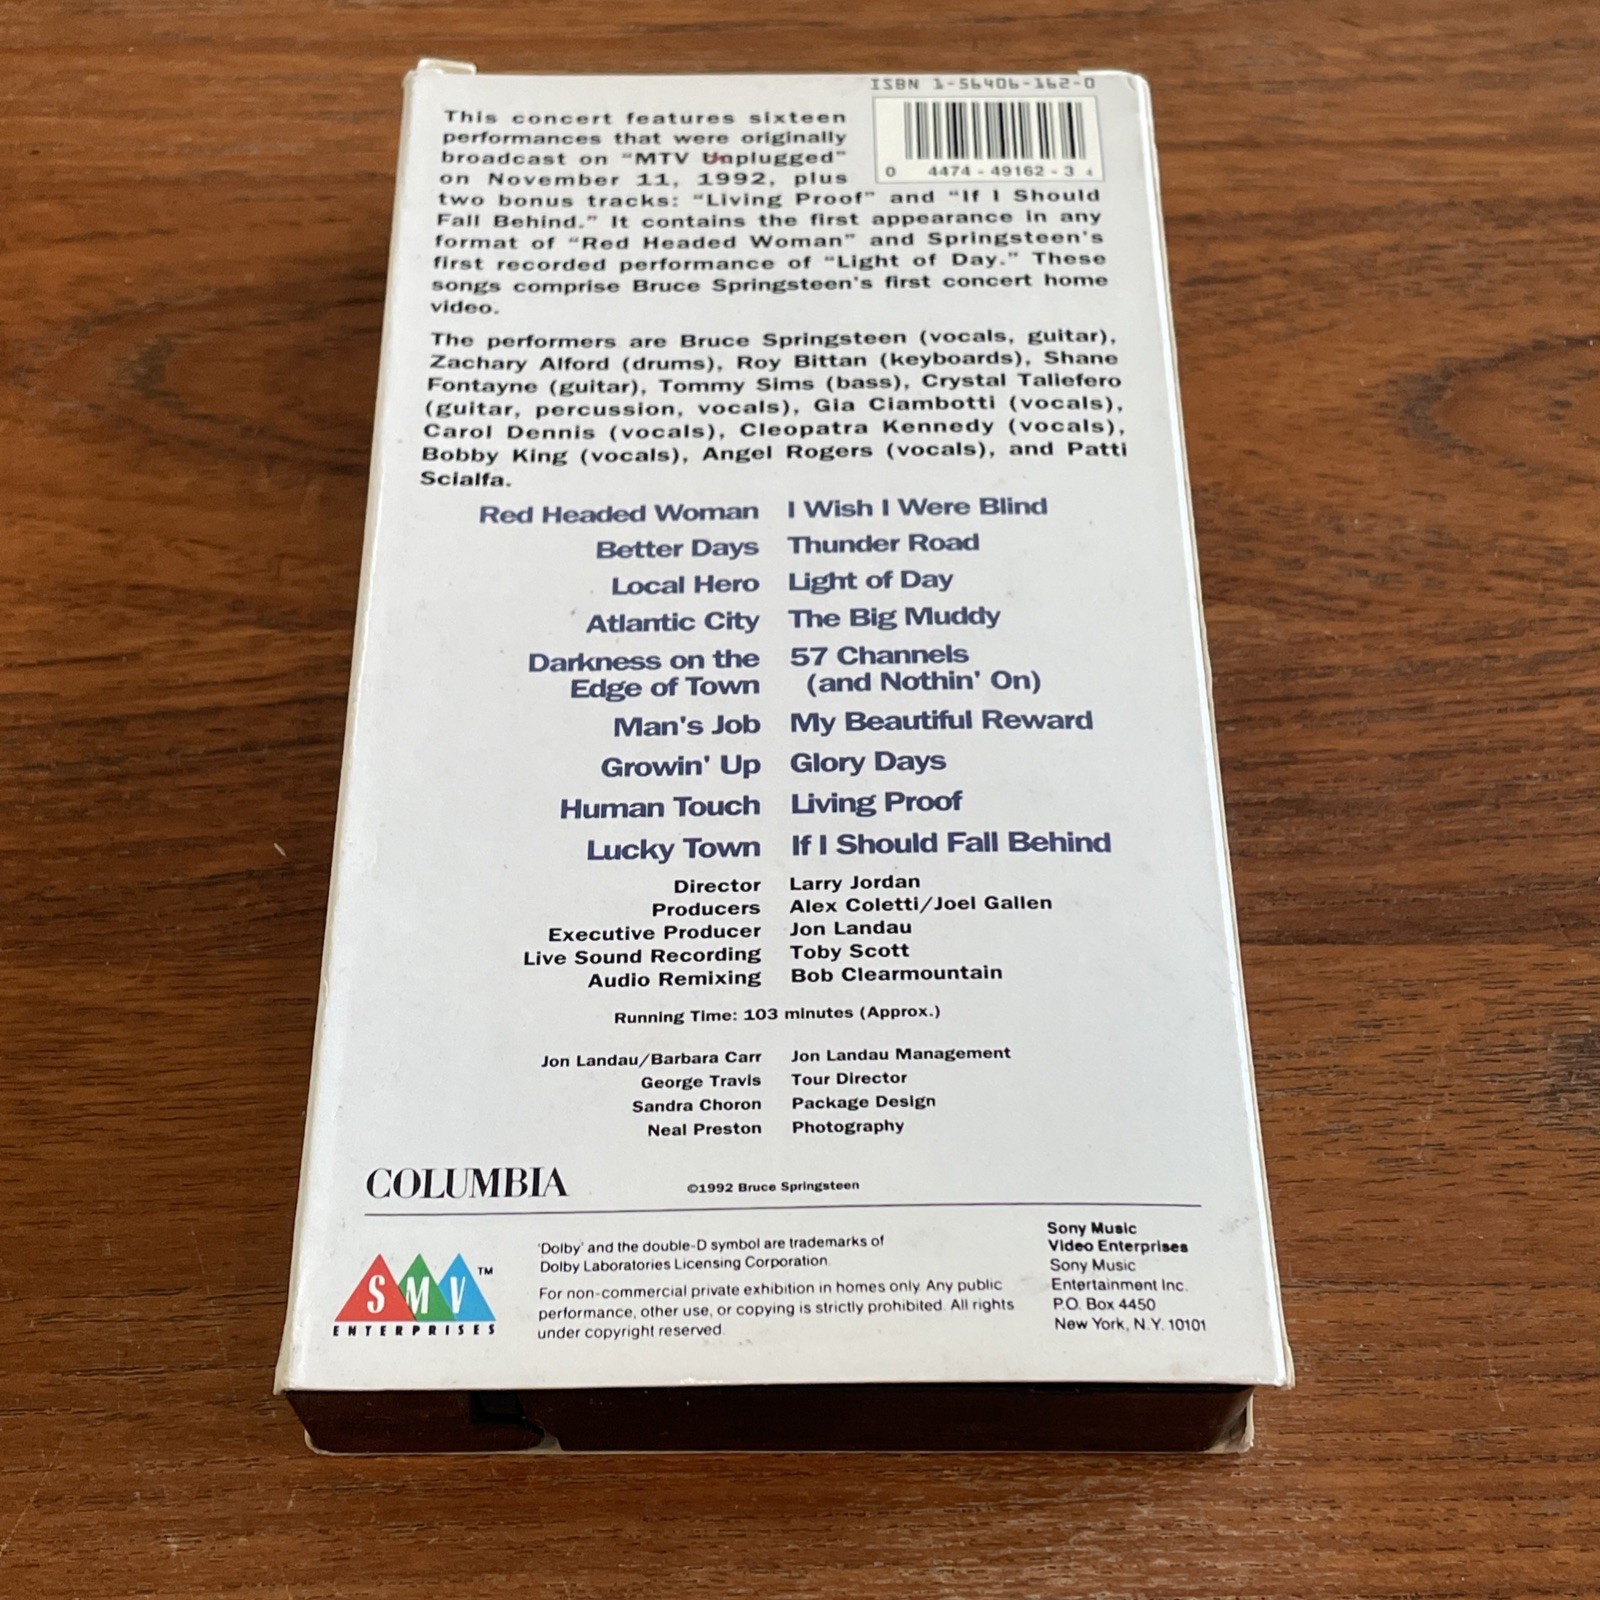 ISBN 1-56406-162-0
This concert features sixteen
performances that were originally
broadcast on "MTV Unplugged"
on November 11, 1992, plus
0 4474-49162-3 4
two bonus tracks: "Living Proof" and "If I Should
Fall Behind." It contains the first appearance in any
format of "Red Headed Woman" and Springsteen's
first recorded performance of "Light of Day." These
songs comprise Bruce Springsteen's first concert home
video.
The performers are Bruce Springsteen (vocals, guitar),
Zachary Alford (drums), Roy Bittan (keyboards), Shane
Fontayne (guitar), Tommy Sims (bass), Crystal Taliefero
(guitar, percussion, vocals), Gia Ciambotti (vocals),
Carol Dennis (vocals), Cleopatra Kennedy (vocals),
Bobby King (vocals), Angel Rogers (vocals), and Patti
Scialfa.
Red Headed Woman I Wish I Were Blind
Better Days Thunder Road
Local Hero Light of Day
Atlantic City The Big Muddy
Darkness on the 57 Channels
Edge of Town (and Nothin' On)
Man's Job My Beautiful Reward
Growin' Up Glory Days
Human Touch Living Proof
Lucky Town If I Should Fall Behind
Director Larry Jordan
Producers Alex Coletti/Joel Gallen
Executive Producer Jon Landau
Live Sound Recording Toby Scott
Audio Remixing Bob Clearmountain
Running Time: 103 minutes (Approx.)
Jon Landau/Barbara Carr Jon Landau Management
George Travis Tour Director
Sandra Choron Package Design
Neal Preston Photography
COLUMBIA ©1992 Bruce Springsteen
SMV™
ENTERPRISES
'Dolby' and the double-D symbol are trademarks of
Dolby Laboratories Licensing Corporation.
For non-commercial private exhibition in homes only. Any public
performance, other use, or copying is strictly prohibited. All rights
under copyright reserved.
Sony Music
Video Enterprises
Sony Music
Entertainment Inc.
P.O. Box 4450
New York, N.Y. 10101